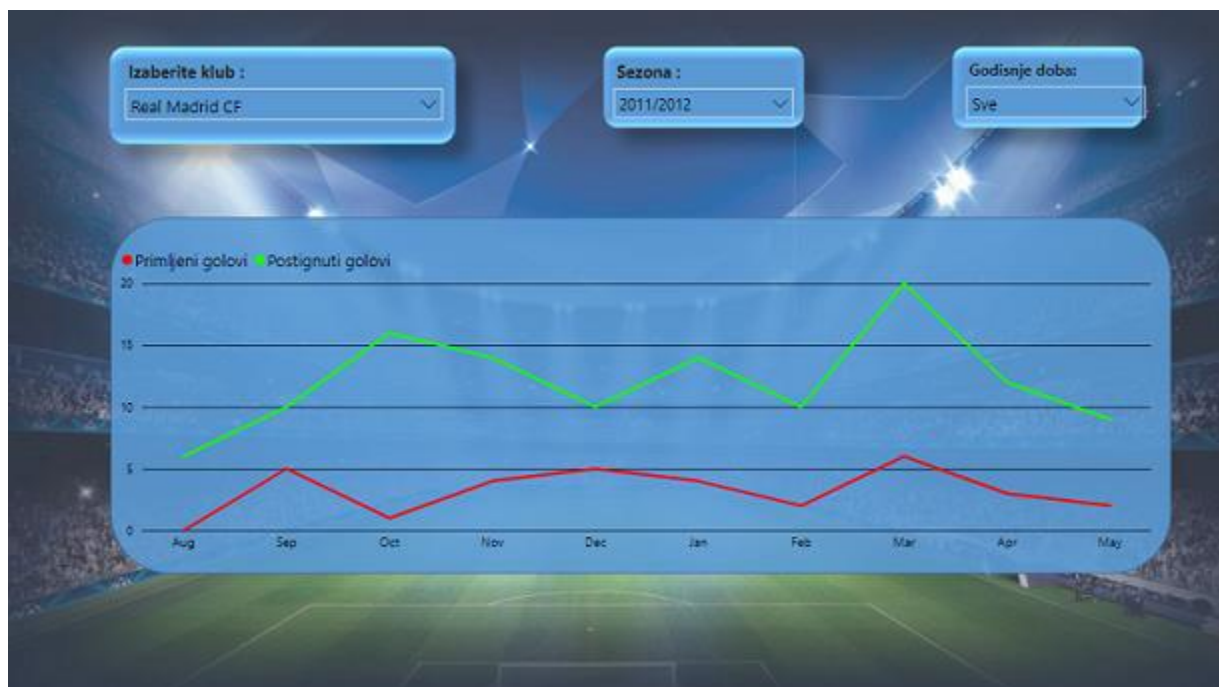 Izaberite klub :
Real Madrid CF
Sezona :
2011/2012
Godisnje doba:
Sve
Primljeni golovi Postignuti golovi
20
15
10
5
0
Aug Sep Oct Nov Dec Jan Feb Mar Apr May